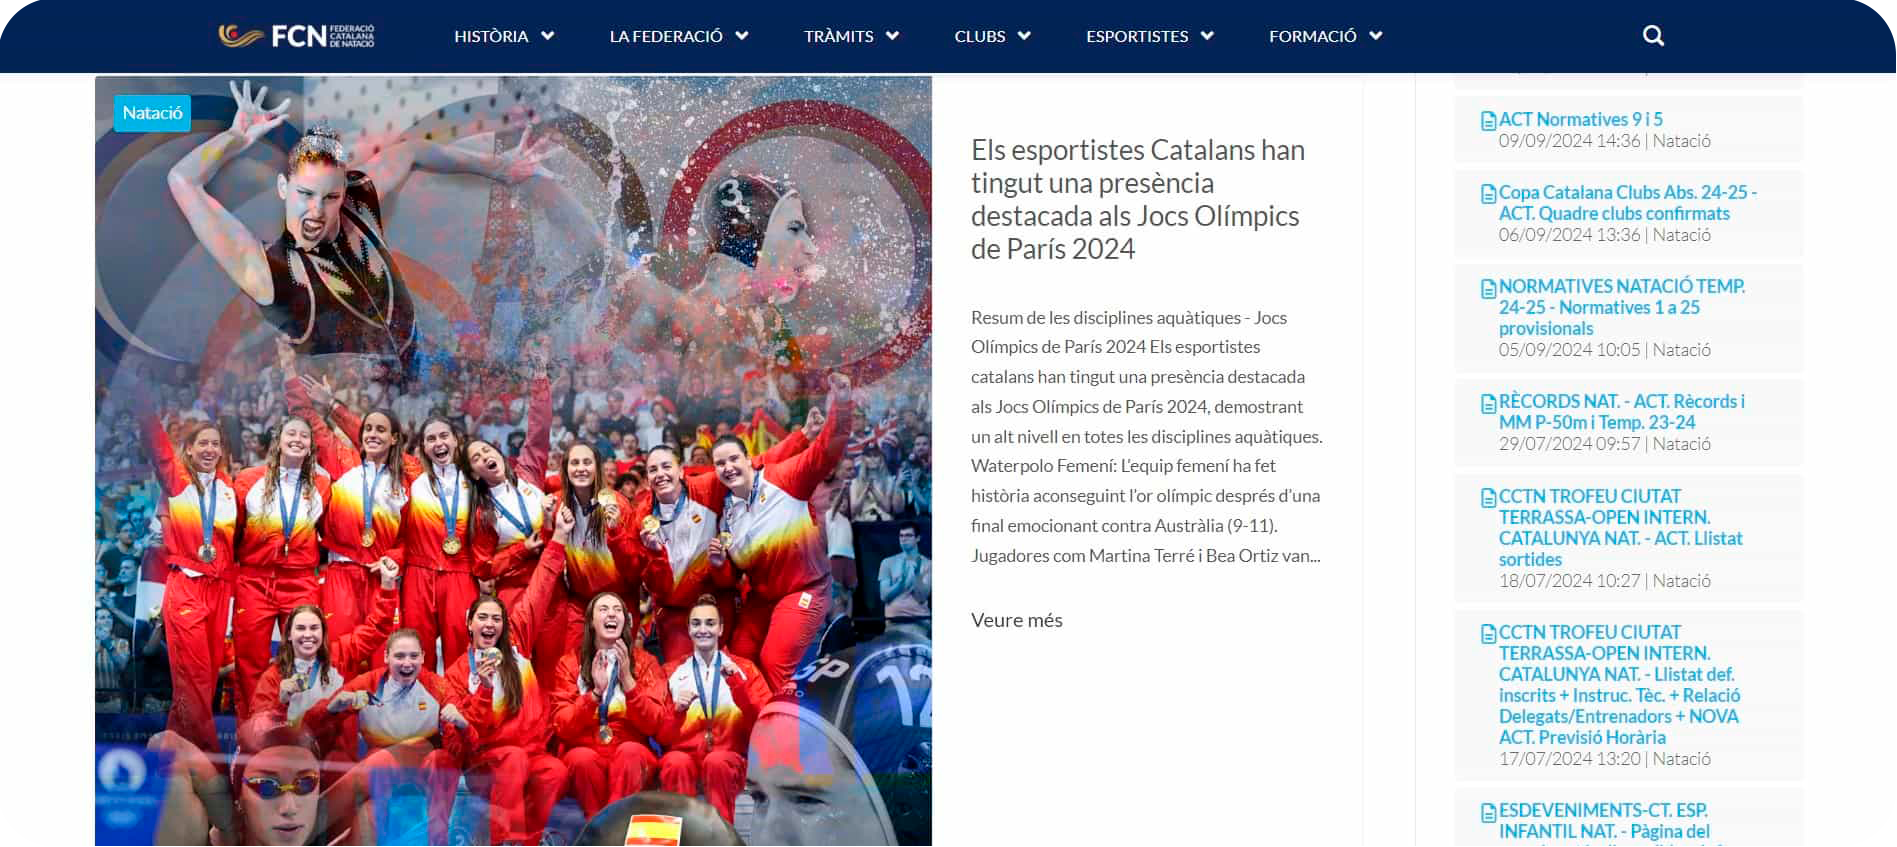 FCN FEDERACIÓ
CATALANA
DE NATACIÓ
HISTÒRIA
LA FEDERACIÓ
TRÀMITS
CLUBS
ESPORTISTES
FORMACIÓ
Natació
3
SP
12
Els esportistes Catalans han
tingut una presència
destacada als Jocs Olímpics
de París 2024
Resum de les disciplines aquàtiques - Jocs
Olímpics de París 2024 Els esportistes
catalans han tingut una presència destacada
als Jocs Olímpics de París 2024, demostrant
un alt nivell en totes les disciplines aquàtiques.
Waterpolo Femení: L'equip femení ha fet
història aconseguint l'or olímpic després d'una
final emocionant contra Austràlia (9-11).
Jugadores com Martina Terré i Bea Ortiz van...
Veure més
ACT Normatives 9 i 5
09/09/2024 14:36 | Natació
Copa Catalana Clubs Abs. 24-25 -
ACT. Quadre clubs confirmats
06/09/2024 13:36 | Natació
NORMATIVES NATACIÓ TEMP.
24-25 - Normatives 1 a 25
provisionals
05/09/2024 10:05 | Natació
RÈCORDS NAT. - ACT. Rècords i
MM P-50m i Temp. 23-24
29/07/2024 09:57 | Natació
CCTN TROFEU CIUTAT
TERRASSA-OPEN INTERN.
CATALUNYA NAT. - ACT. Llistat
sortides
18/07/2024 10:27 | Natació
CCTN TROFEU CIUTAT
TERRASSA-OPEN INTERN.
CATALUNYA NAT. - Llistat def.
inscrits + Instruc. Tèc. + Relació
Delegats/Entrenadors + NOVA
ACT. Previsió Horària
17/07/2024 13:20 | Natació
ESDEVENIMENTS-CT. ESP.
INFANTIL NAT. - Pàgina del